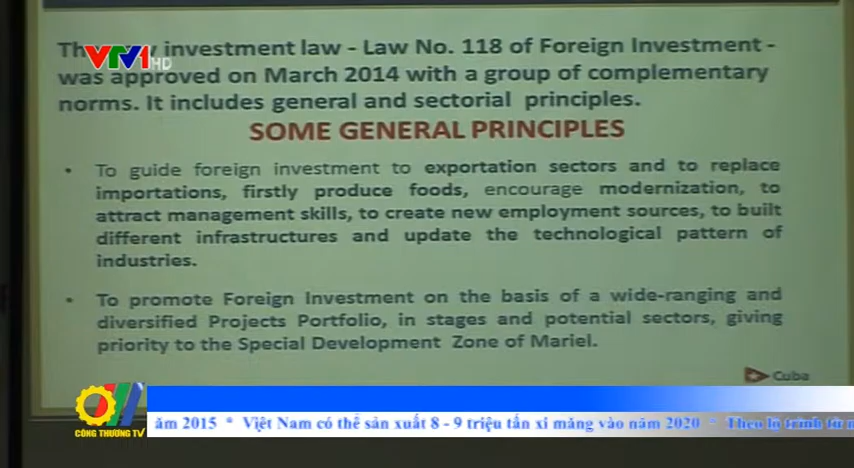 VTV1
HD
investment law - Law No. 118 of Foreign Investment -
was approved on March 2014 with a group of complementary
norms. It includes general and sectorial principles.
SOME GENERAL PRINCIPLES
• To guide foreign investment to exportation sectors and to replace
importations, firstly produce foods, encourage modernization, to
attract management skills, to create new employment sources, to built
different infrastructures and update the technological pattern of
industries.
• To promote Foreign Investment on the basis of a wide-ranging and
diversified Projects Portfolio, in stages and potential sectors, giving
priority to the Special Development Zone of Mariel.
Cuba
CÔNG THƯƠNG TV
ăm 2015 * Việt Nam có thể sản xuất 8 - 9 triệu tấn xi măng vào năm 2020 * Theo lộ trình từ